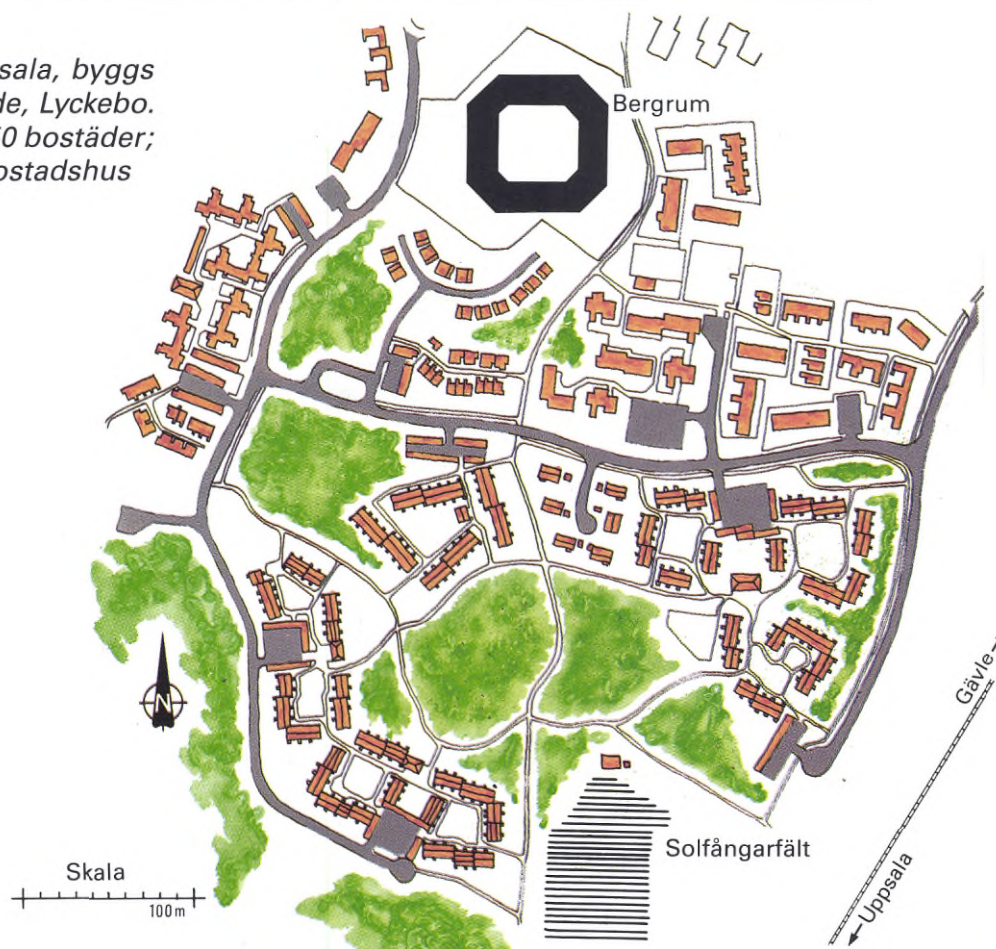 sala, byggs
de, Lyckebo.
0 bostäder;
ostadshus
Bergrum
N
Gävle
Solfångarfält
Uppsala
Skala
100 m